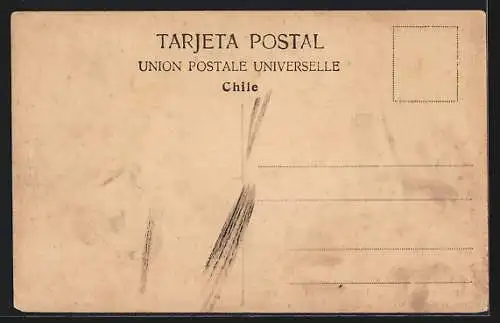 TARJETA POSTAL
UNION POSTALE UNIVERSELLE
Chile